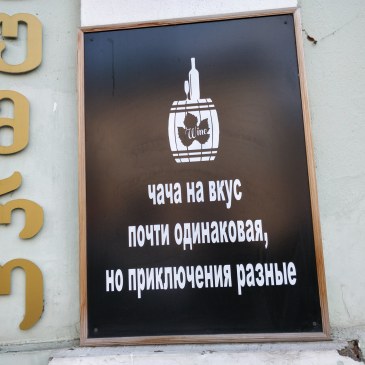 Wine
чача на вкус
почти одинаковая,
но приключения разные